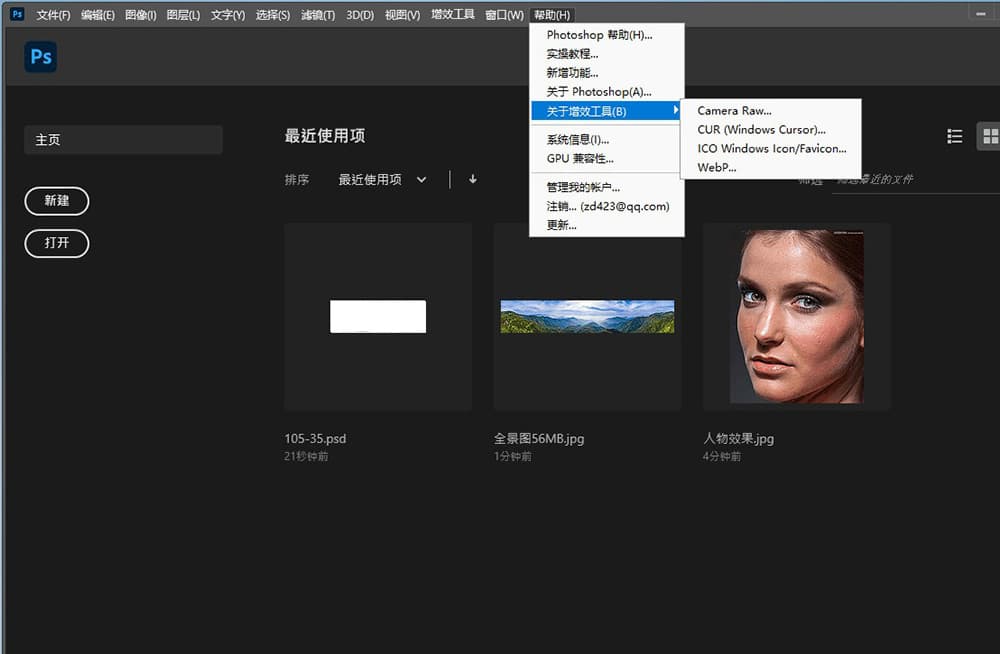 Ps 文件(F) 编辑(E) 图像(I) 图层(L) 文字(Y) 选择(S) 滤镜(T) 3D(D) 视图(V) 增效工具 窗口(W) 帮助(H)
Ps
Photoshop 帮助(H)...
实操教程...
新增功能...
关于 Photoshop(A)...
关于增效工具(B)
系统信息(I)...
GPU 兼容性...
管理我的帐户...
注销... (zd423@qq.com)
更新...
Camera Raw...
CUR (Windows Cursor)...
ICO Windows Icon/Favicon...
WebP...
主页
新建
打开
最近使用项
排序 最近使用项
筛选 筛选最近的文件
105-35.psd
21秒钟前
全景图56MB.jpg
1分钟前
人物效果.jpg
4分钟前